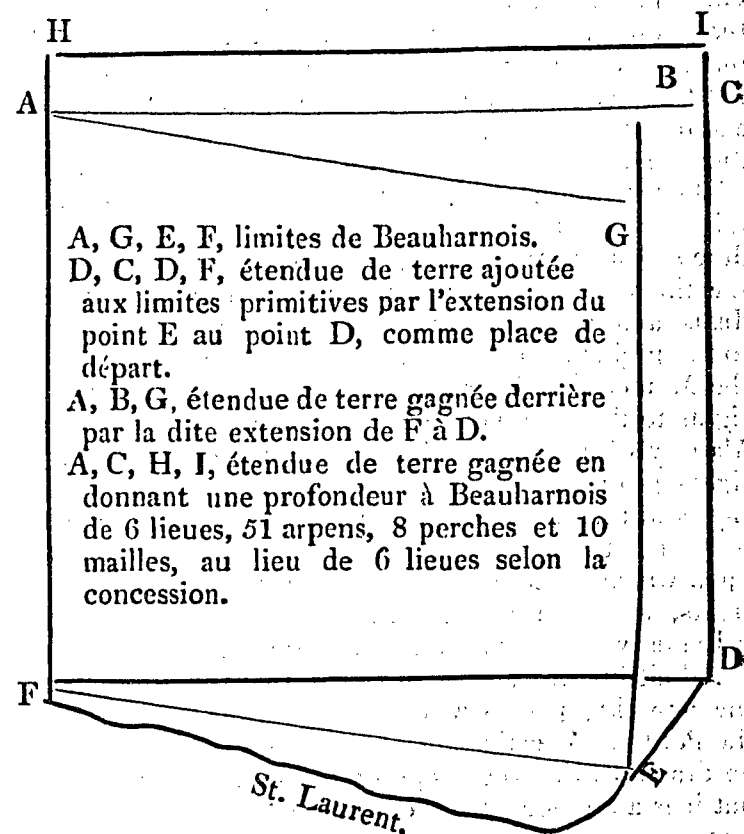 H I
A B C
A, G, E, F, limites de Beauharnois. G
D, C, D, F, étendue de terre ajoutée
aux limites primitives par l'extension du
point E au point D, comme place de
départ.
A, B, G, étendue de terre gagnée derrière
par la dite extension de F à D.
A, C, H, I, étendue de terre gagnée en
donnant une profondeur à Beauharnois
de 6 lieues, 51 arpens, 8 perches et 10
mailles, au lieu de 6 lieues selon la
concession.
F D
E
St. Laurent.